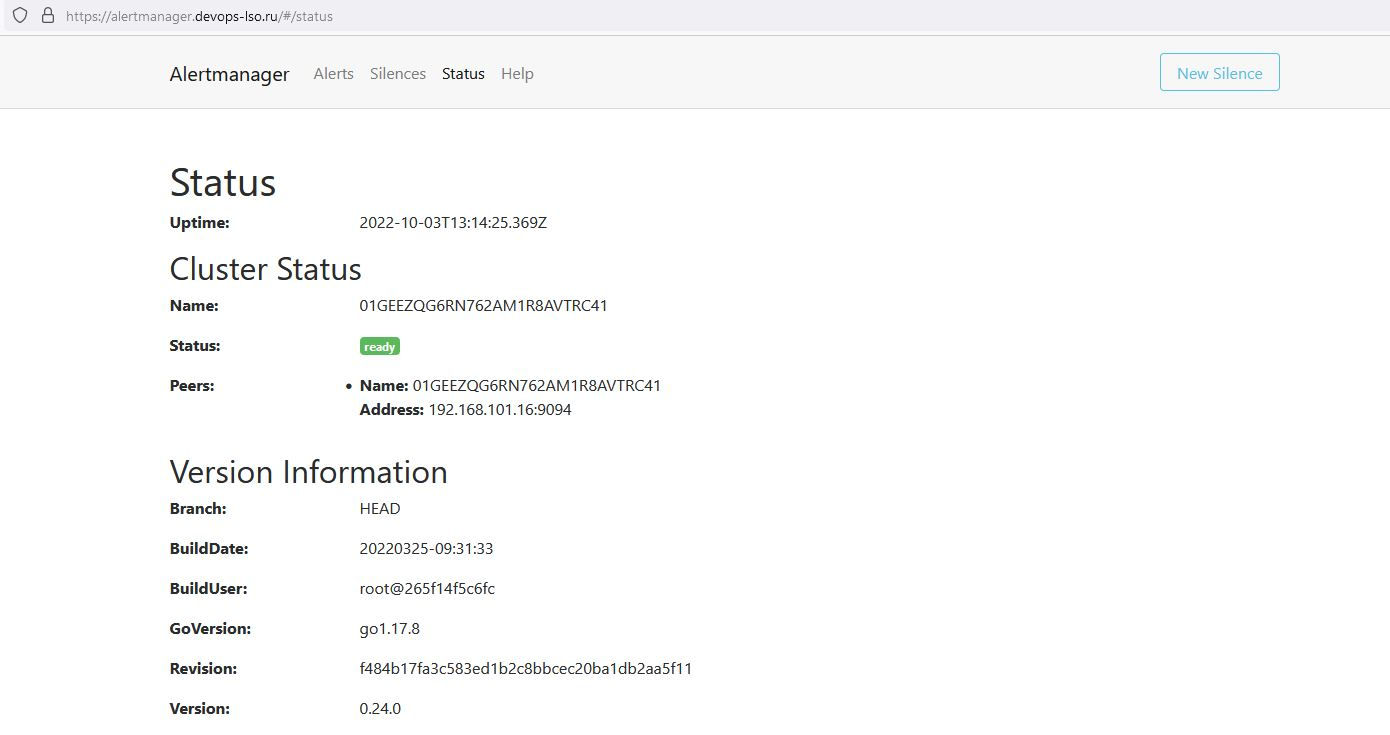 https://alertmanager.devops-lso.ru/#/status
Alertmanager Alerts Silences Status Help New Silence
Status
Uptime: 2022-10-03T13:14:25.369Z
Cluster Status
Name: 01GEEZQG6RN762AM1R8AVTRC41
Status: ready
Peers: • Name: 01GEEZQG6RN762AM1R8AVTRC41
Address: 192.168.101.16:9094
Version Information
Branch: HEAD
BuildDate: 20220325-09:31:33
BuildUser: root@265f14f5c6fc
GoVersion: go1.17.8
Revision: f484b17fa3c583ed1b2c8bbcec20ba1db2aa5f11
Version: 0.24.0